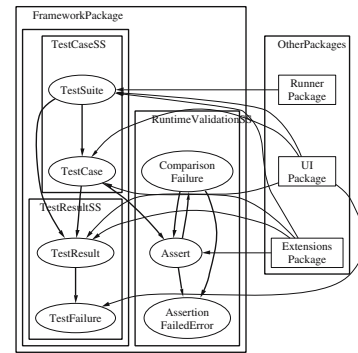 FrameworkPackage
TestCaseSS
OtherPackages
TestSuite
Runner
Package
RuntimeValidationSS
TestCase
Comparison
Failure
UI
Package
TestResultSS
TestResult
Assert
Extensions
Package
TestFailure
Assertion
FailedError